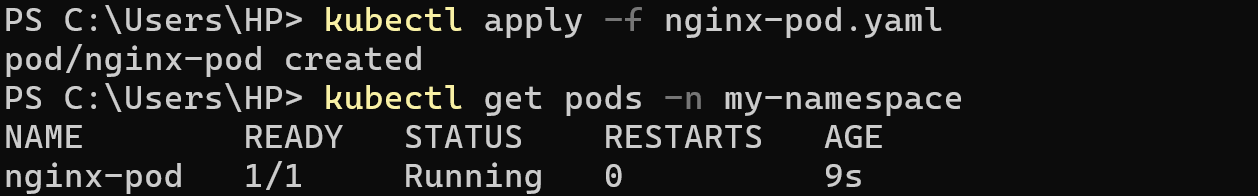 PS C:\Users\HP> kubectl apply -f nginx-pod.yaml
pod/nginx-pod created
PS C:\Users\HP> kubectl get pods -n my-namespace
NAME        READY   STATUS    RESTARTS   AGE
nginx-pod   1/1     Running   0          9s